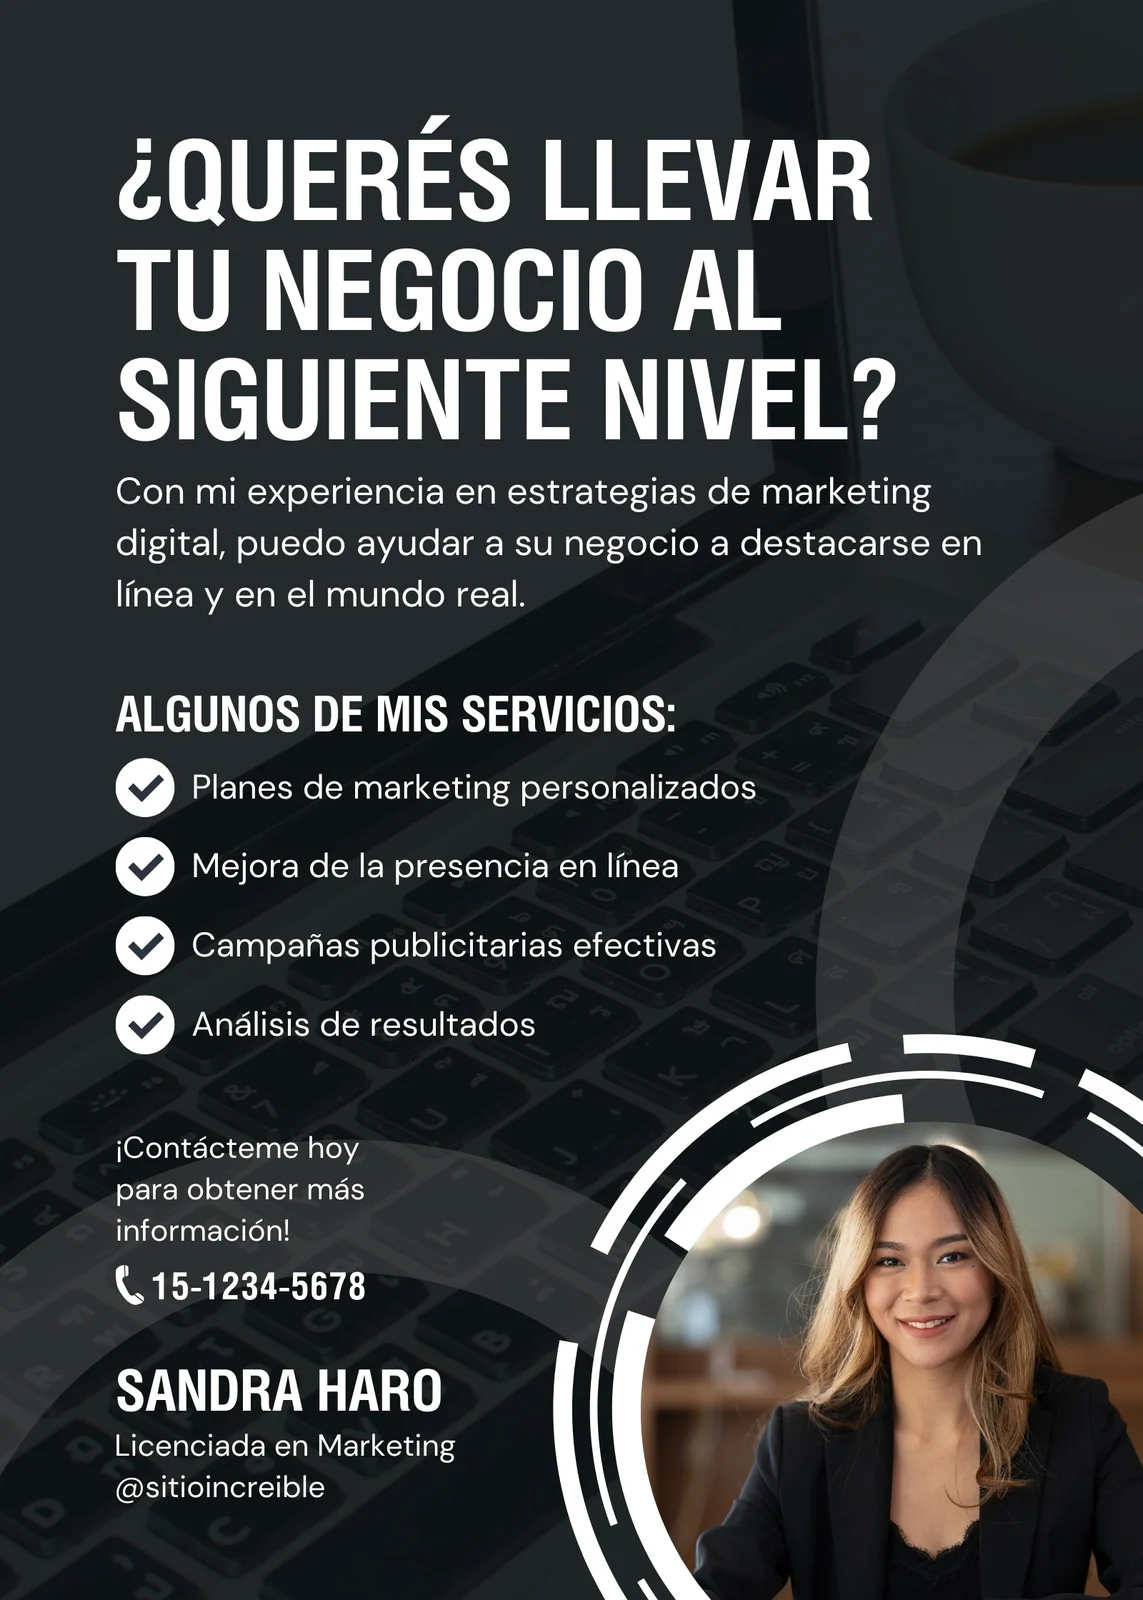 ¿QUERÉS LLEVAR
TU NEGOCIO AL
SIGUIENTE NIVEL?
Con mi experiencia en estrategias de marketing
digital, puedo ayudar a su negocio a destacarse en
línea y en el mundo real.
ALGUNOS DE MIS SERVICIOS:
Planes de marketing personalizados
Mejora de la presencia en línea
Campañas publicitarias efectivas
Análisis de resultados
¡Contácteme hoy
para obtener más
información!
15-1234-5678
SANDRA HARO
Licenciada en Marketing
@sitioincreible